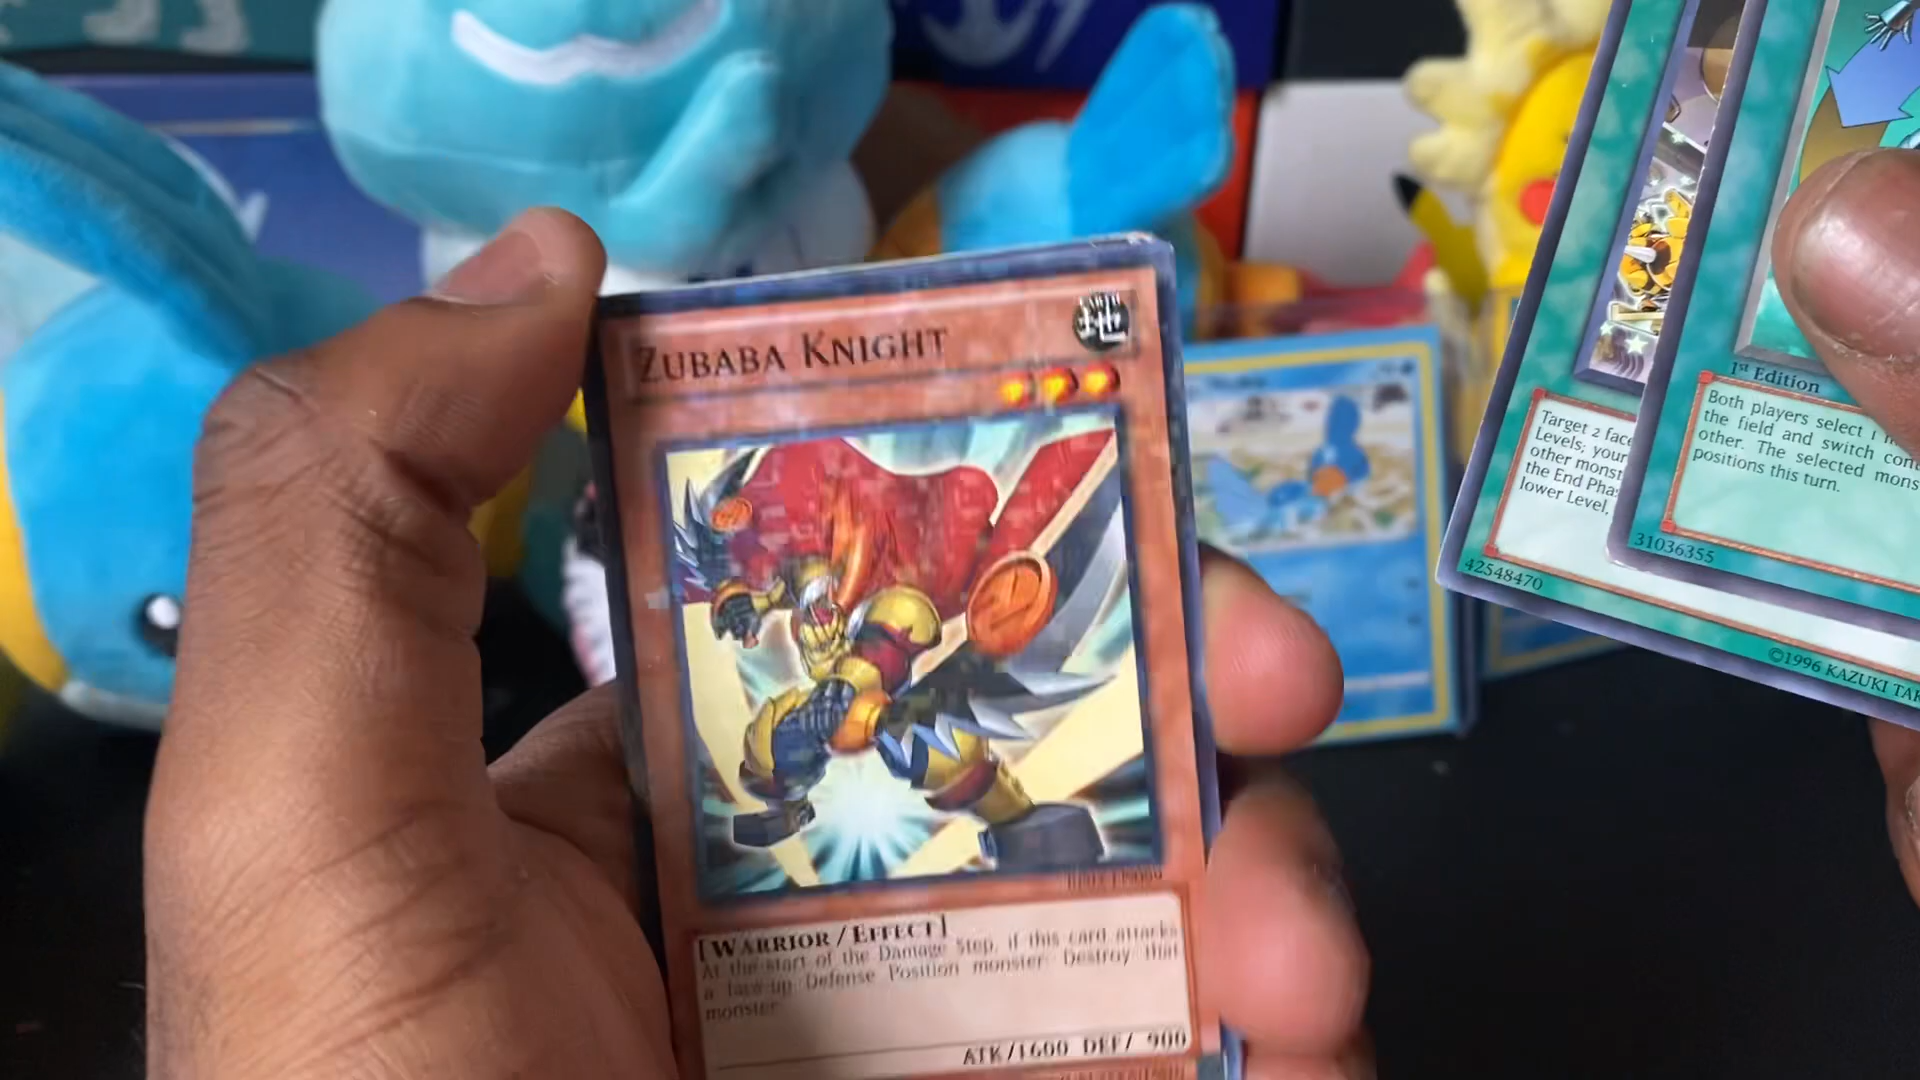 ZUBABA KNIGHT
[WARRIOR/EFFECT]
At the start of the Damage Step, if this card attacks
a face-up Defense Position monster: Destroy that
monster.
ATK/1600 DEF/ 900
Target 2 face
Levels; your
other monst
the End Pha
lower Level,
42548470
1st Edition
Both players select 1
the field and switch cont
other. The selected mons
positions this turn.
31036355
©1996 KAZUKI TAK